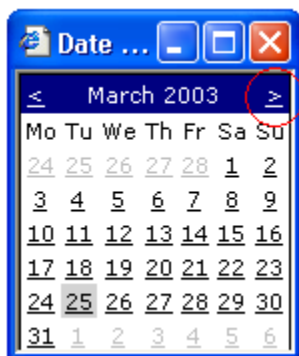 Date ...
< March 2003 >
Mo Tu We Th Fr Sa Su
24 25 26 27 28 1 2
3 4 5 6 7 8 9
10 11 12 13 14 15 16
17 18 19 20 21 22 23
24 25 26 27 28 29 30
31 1 2 3 4 5 6